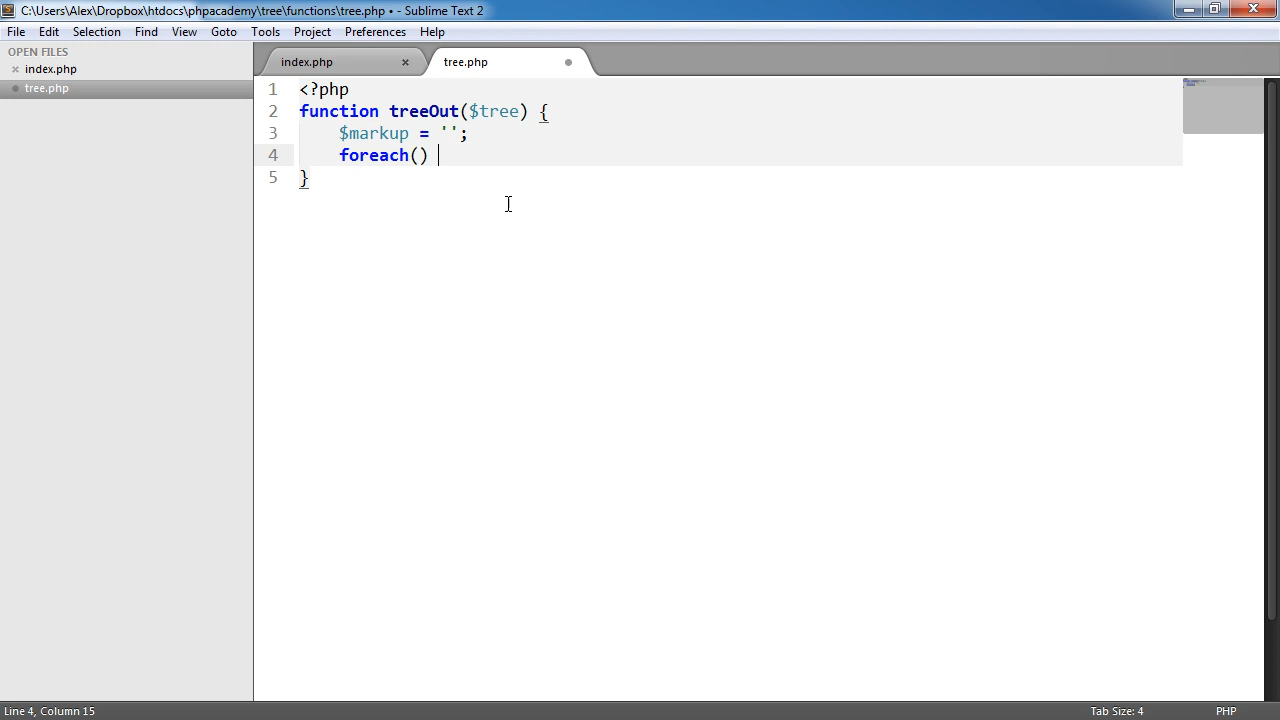 C:\Users\Alex\Dropbox\htdocs\phpacademy\tree\functions\tree.php • - Sublime Text 2
File Edit Selection Find View Goto Tools Project Preferences Help
OPEN FILES
index.php
tree.php
index.php tree.php
1 <?php
2 function treeOut($tree) {
3     $markup = '';
4     foreach()
5 }
Line 4, Column 15 Tab Size: 4 PHP